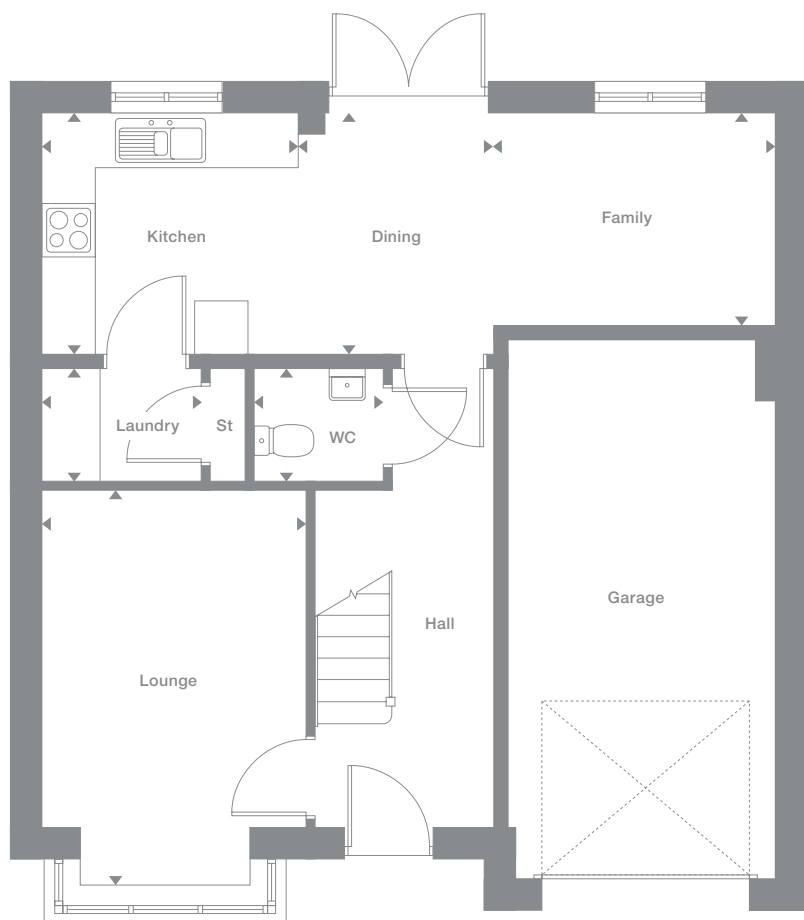 Family
Kitchen
Dining
Laundry
St
WC
Garage
Hall
Lounge